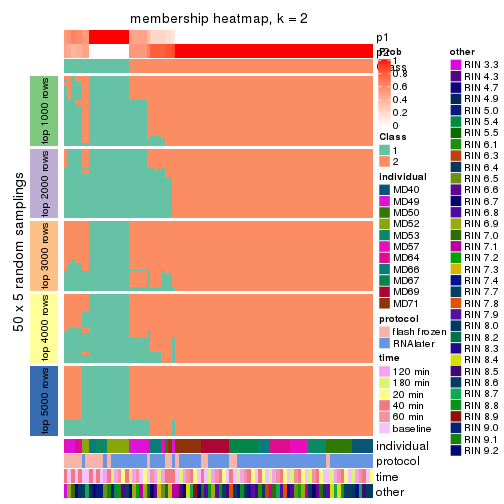 membership heatmap, k = 2
50 x 5 random samplings
top 1000 rows
top 2000 rows
top 3000 rows
top 4000 rows
top 5000 rows
p1
p2
Class
individual
protocol
time
other
Prob
1
0.8
0.6
0.4
0.2
0
Class
1
2
individual
MD40
MD49
MD50
MD52
MD53
MD57
MD64
MD66
MD67
MD69
MD71
protocol
flash frozen
RNAlater
time
120 min
180 min
20 min
40 min
60 min
baseline
other
RIN 3.3
RIN 4.3
RIN 4.7
RIN 4.9
RIN 5.0
RIN 5.4
RIN 5.5
RIN 6.1
RIN 6.3
RIN 6.4
RIN 6.5
RIN 6.6
RIN 6.7
RIN 6.8
RIN 6.9
RIN 7.0
RIN 7.1
RIN 7.2
RIN 7.3
RIN 7.4
RIN 7.7
RIN 7.8
RIN 7.9
RIN 8.0
RIN 8.2
RIN 8.3
RIN 8.4
RIN 8.5
RIN 8.6
RIN 8.7
RIN 8.8
RIN 8.9
RIN 9.0
RIN 9.1
RIN 9.2